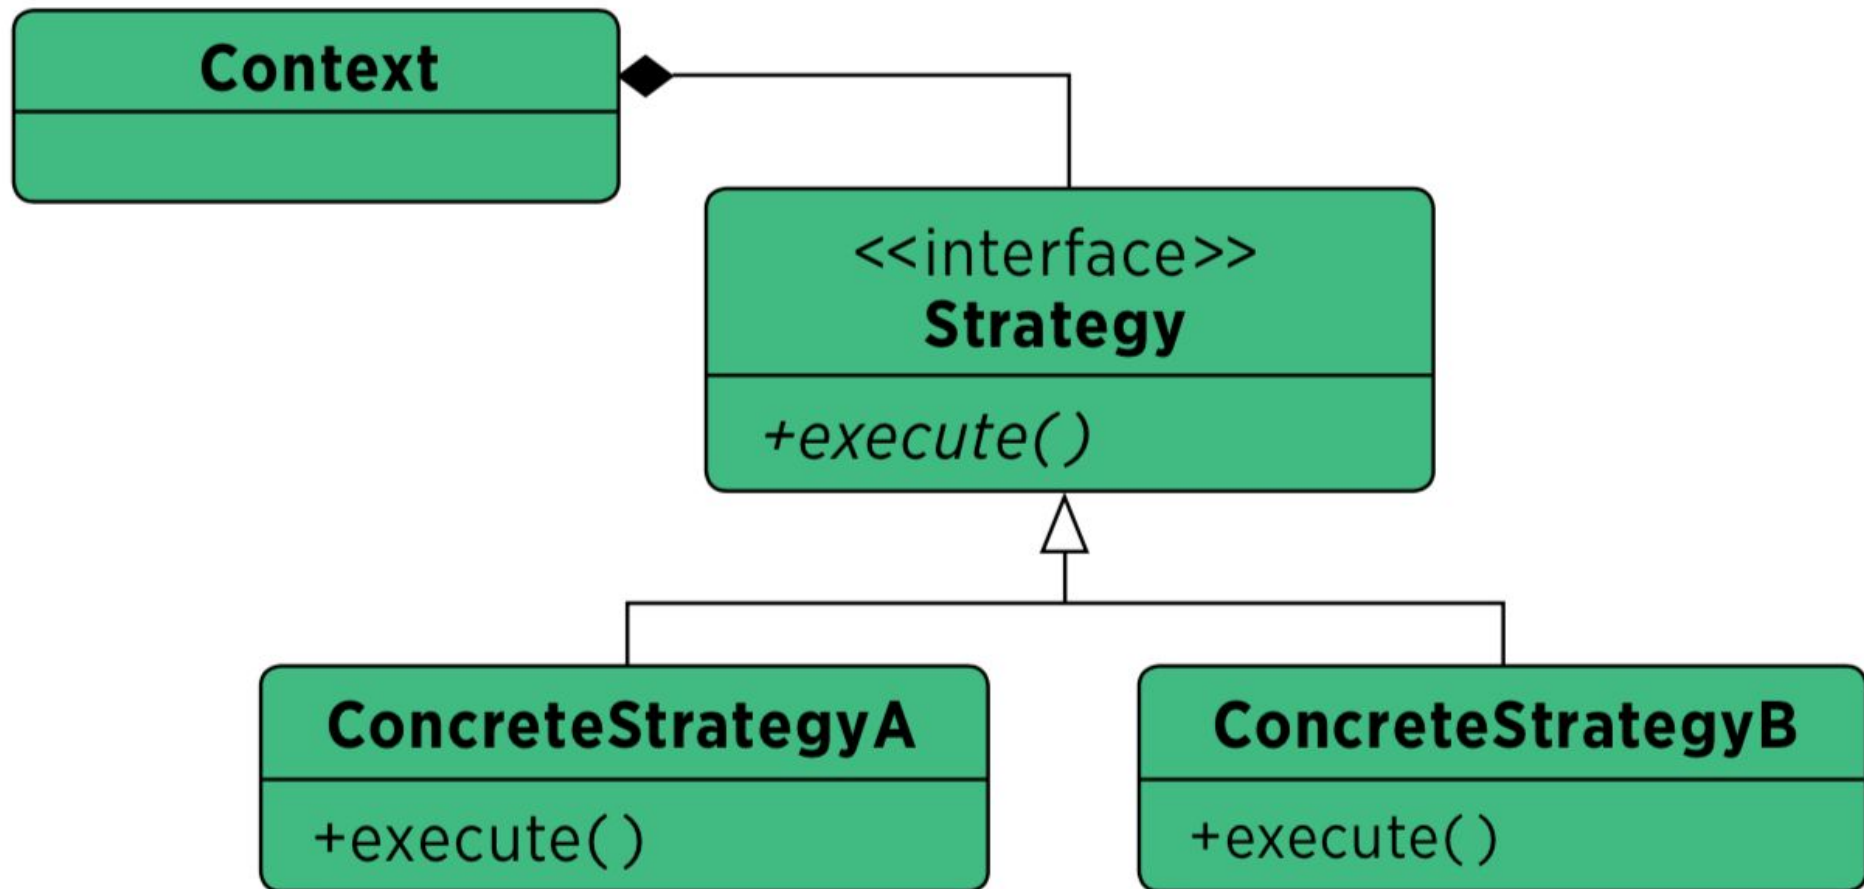 Context
<<interface>>
Strategy
+execute()
ConcreteStrategyA
+execute()
ConcreteStrategyB
+execute()